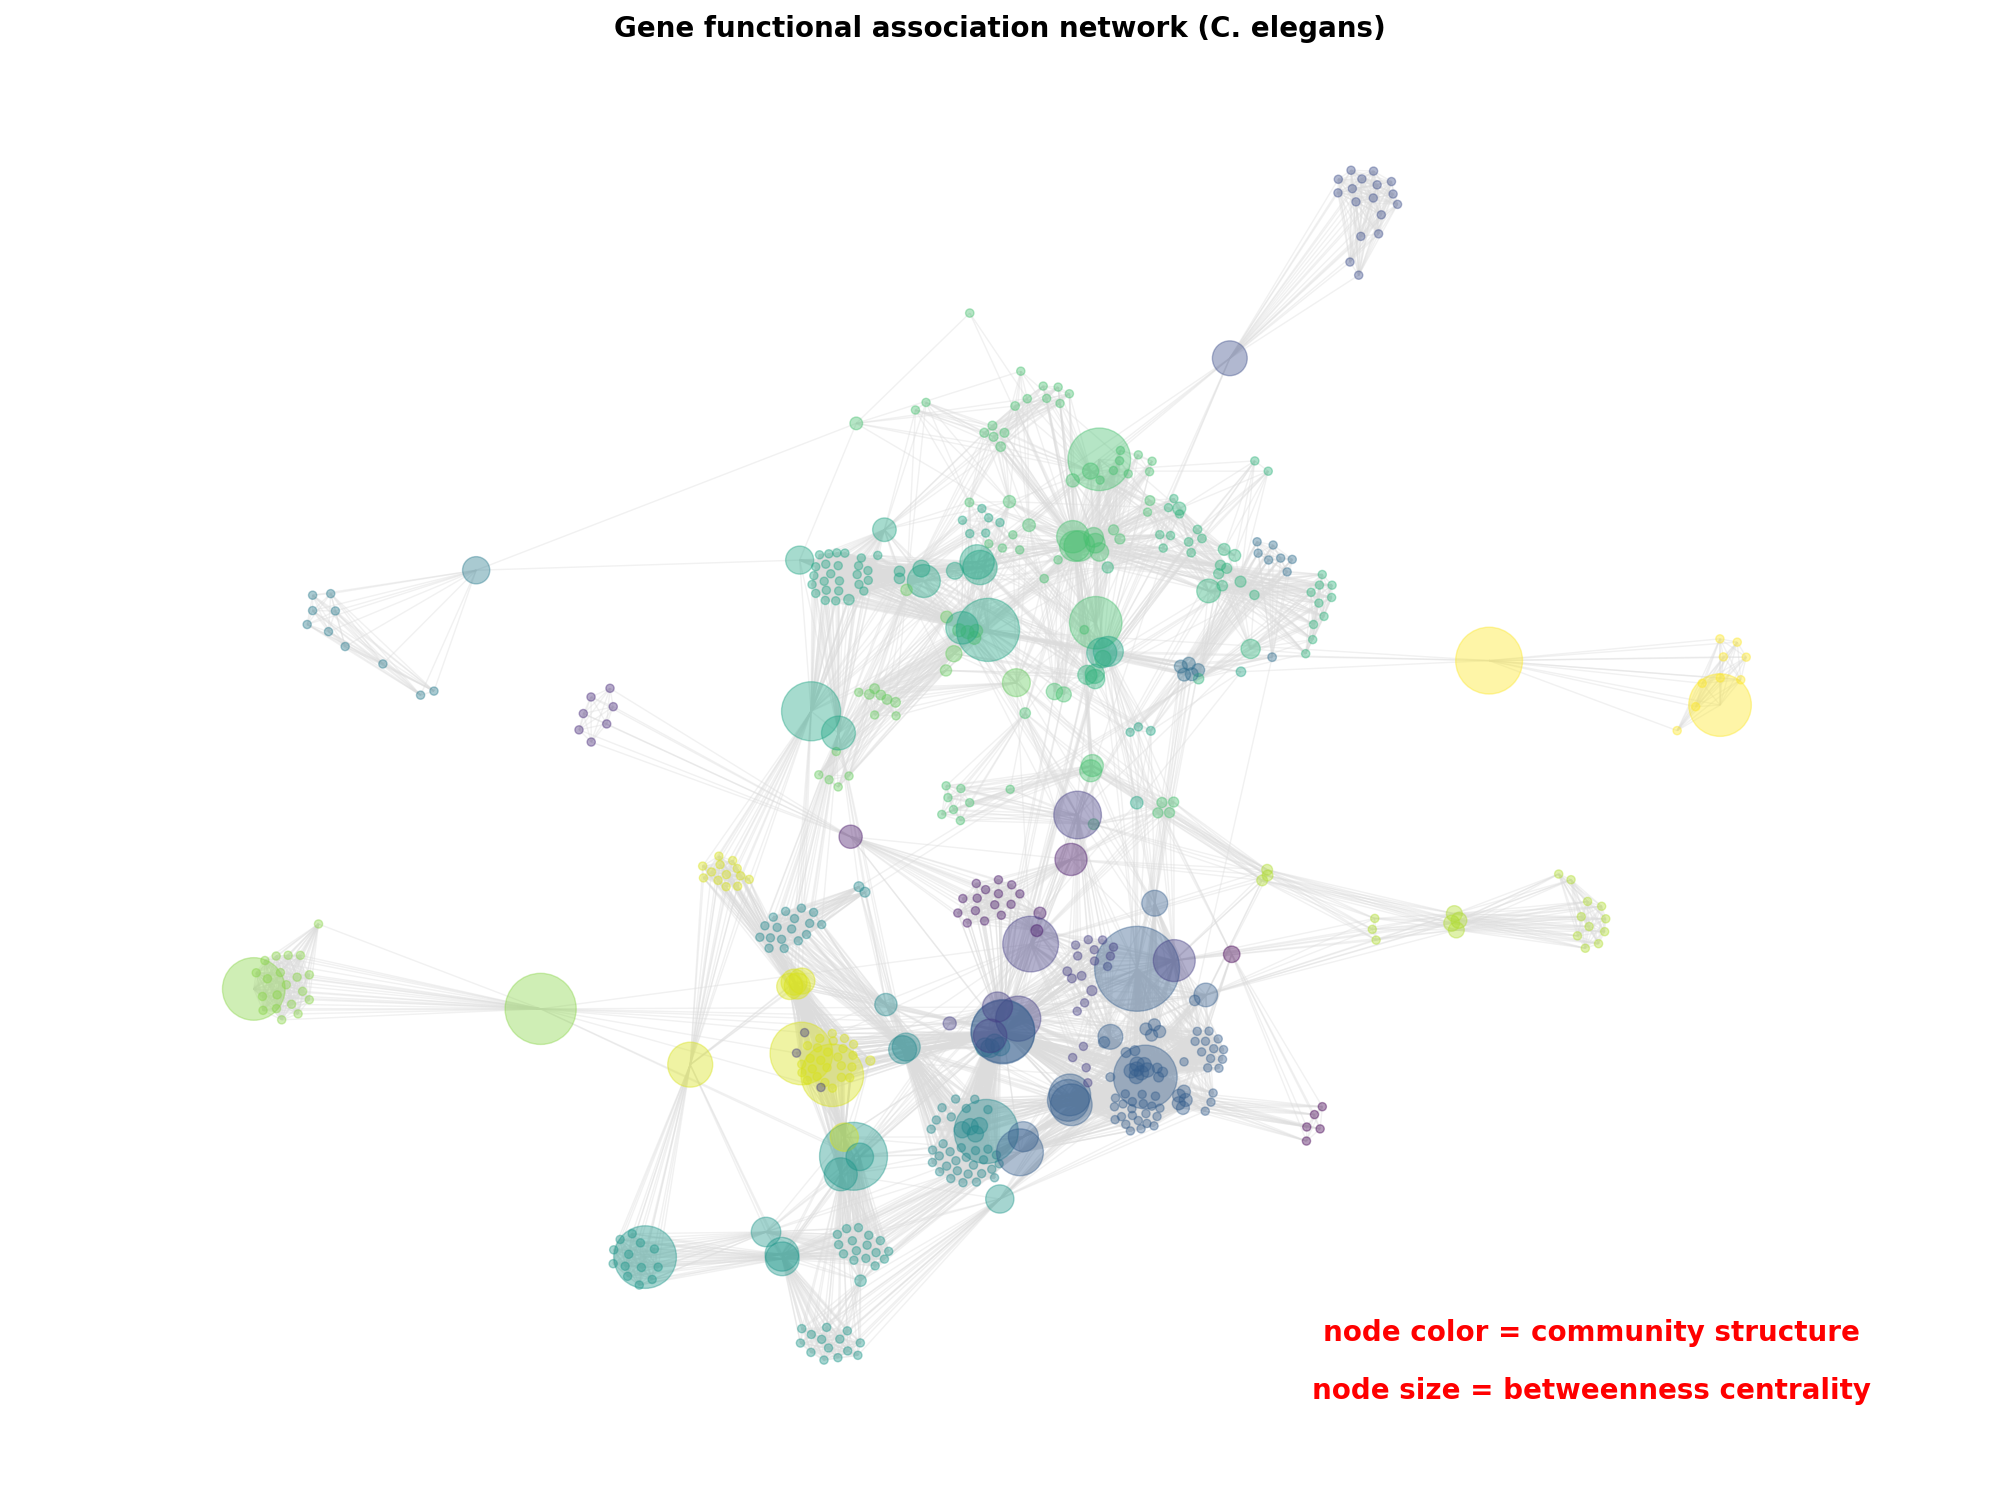 Gene functional association network (C. elegans)
node color = community structure
node size = betweenness centrality